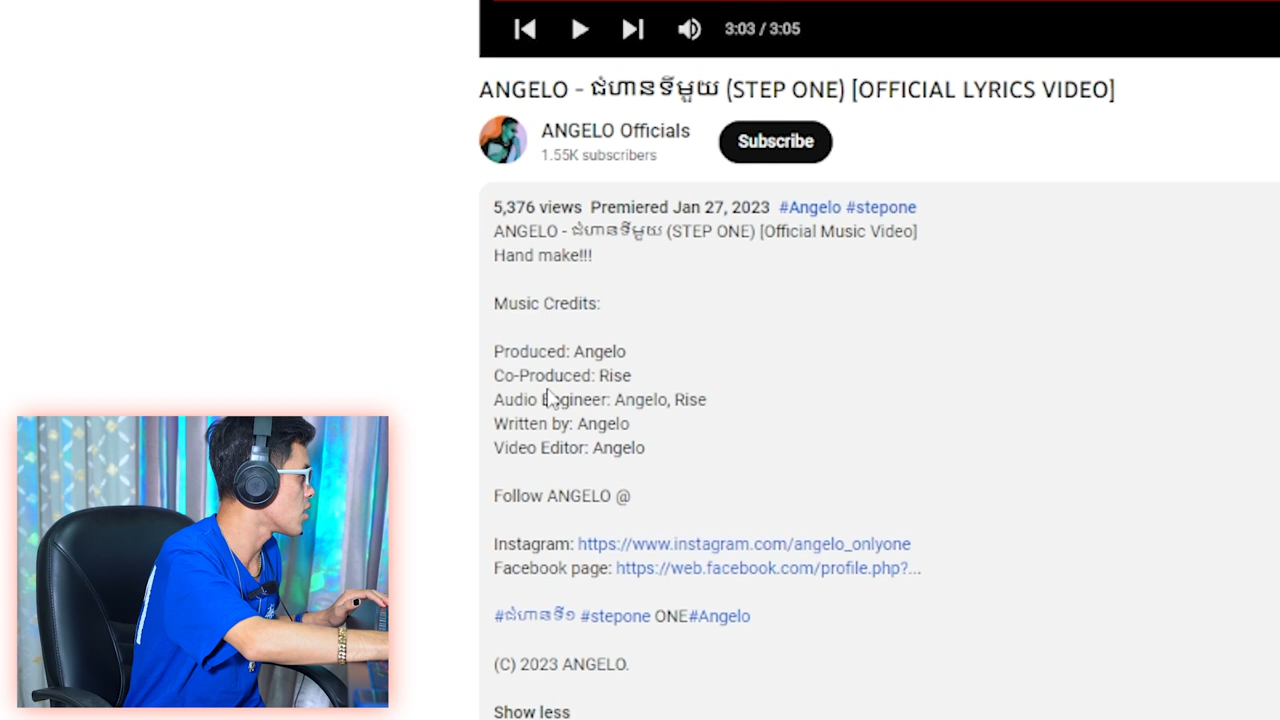 3:03 / 3:05
ANGELO - ជំហានទីមួយ (STEP ONE) [OFFICIAL LYRICS VIDEO]
ANGELO Officials
1.55K subscribers
Subscribe
5,376 views Premiered Jan 27, 2023 #Angelo #stepone
ANGELO - ជំហានទីមួយ (STEP ONE) [Official Music Video]
Hand make!!!
Music Credits:
Produced: Angelo
Co-Produced: Rise
Audio Engineer: Angelo, Rise
Written by: Angelo
Video Editor: Angelo
Follow ANGELO @
Instagram: https://www.instagram.com/angelo_onlyone
Facebook page: https://web.facebook.com/profile.php?...
#ជំហានទី១ #stepone ONE#Angelo
(C) 2023 ANGELO.
Show less